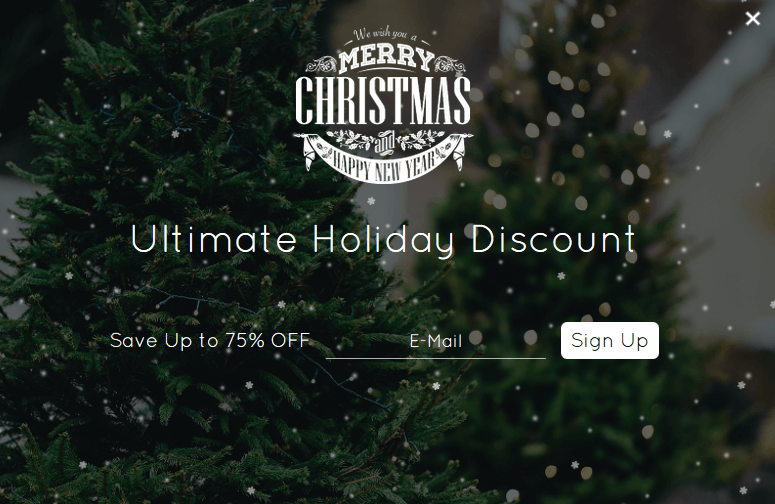 We wish you a
MERRY
CHRISTMAS
and
HAPPY NEW YEAR
Ultimate Holiday Discount
Save Up to 75% OFF E-Mail Sign Up